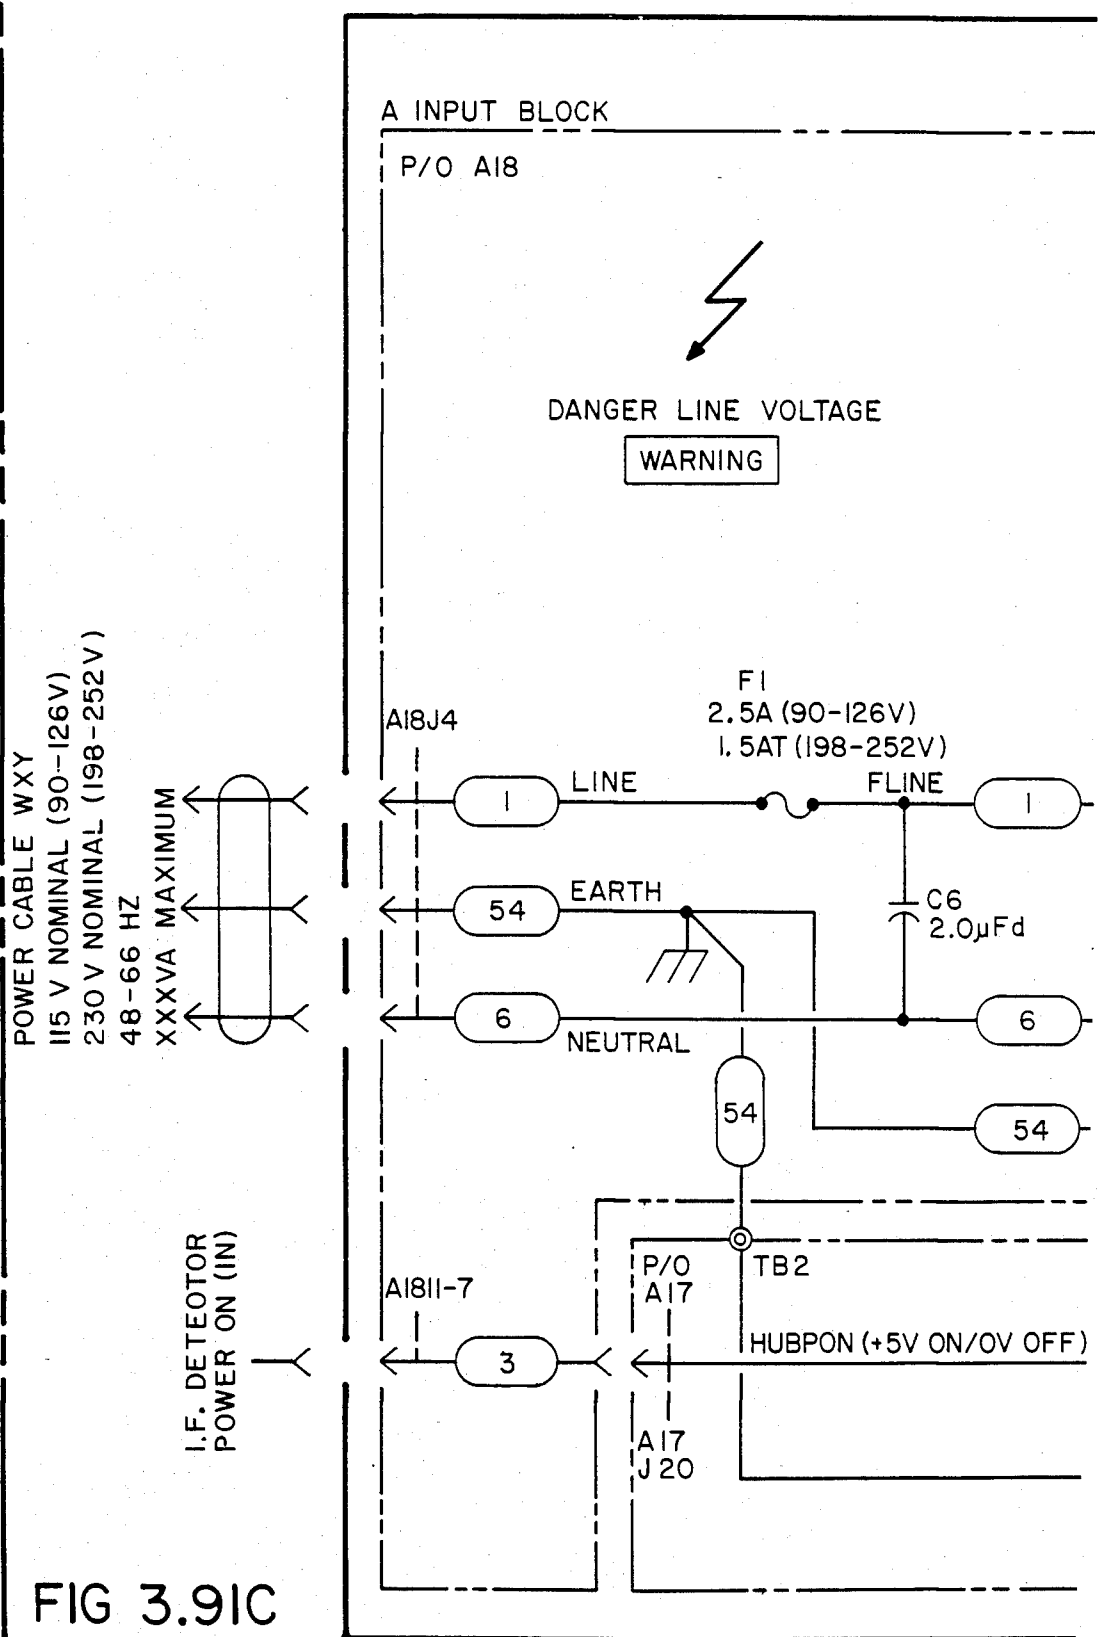 A INPUT BLOCK
P/O A18
DANGER LINE VOLTAGE
WARNING
POWER CABLE WXY
115 V NOMINAL (90-126V)
230 V NOMINAL (198-252V)
48-66 HZ
XXXVA MAXIMUM
A18J4
F1
2.5A (90-126V)
1.5AT (198-252V)
1
LINE
FLINE
1
54
EARTH
C6
2.0µFd
6
NEUTRAL
6
54
54
I.F. DETEOTOR
POWER ON (IN)
A1811-7
3
P/O
A17
TB2
HUBPON (+5V ON/OV OFF)
A17
J20
FIG 3.91C